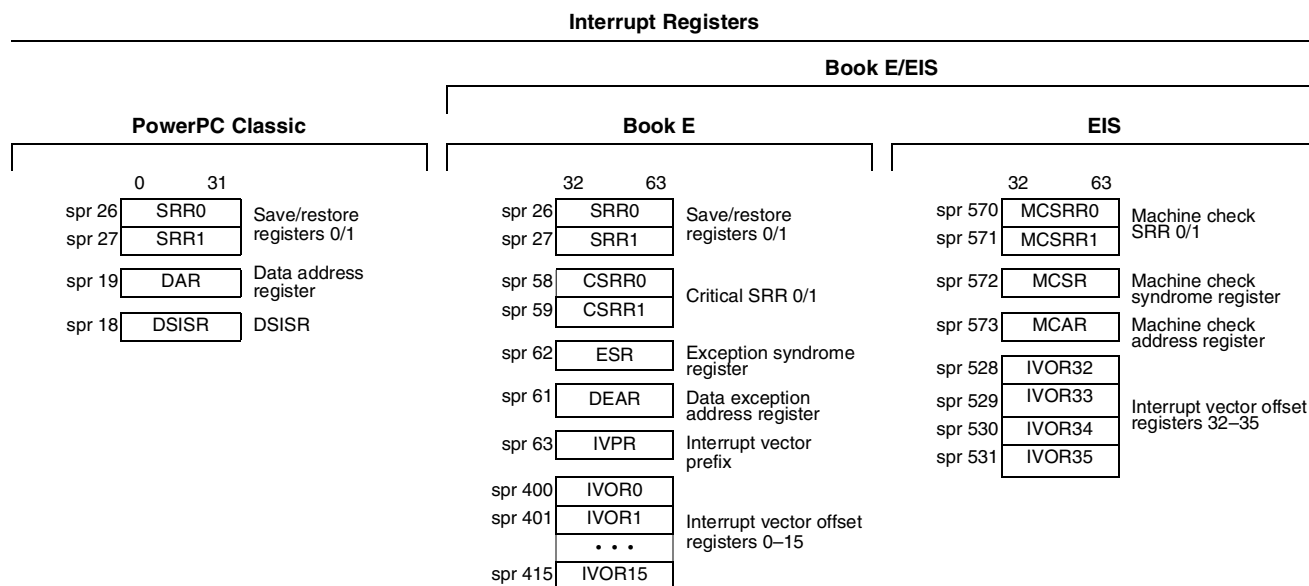 Interrupt Registers
Book E/EIS
PowerPC Classic
0 31
spr 26 SRR0 Save/restore
spr 27 SRR1 registers 0/1
spr 19 DAR Data address
register
spr 18 DSISR DSISR
Book E
32 63
spr 26 SRR0 Save/restore
spr 27 SRR1 registers 0/1
spr 58 CSRR0
Critical SRR 0/1
spr 59 CSRR1
spr 62 ESR Exception syndrome
register
spr 61 DEAR Data exception
address register
spr 63 IVPR Interrupt vector
prefix
spr 400 IVOR0
spr 401 IVOR1 Interrupt vector offset
registers 0–15
• • •
spr 415 IVOR15
EIS
32 63
spr 570 MCSRR0 Machine check
spr 571 MCSRR1 SRR 0/1
spr 572 MCSR Machine check
syndrome register
spr 573 MCAR Machine check
address register
spr 528 IVOR32
spr 529 IVOR33 Interrupt vector offset
spr 530 IVOR34 registers 32–35
spr 531 IVOR35